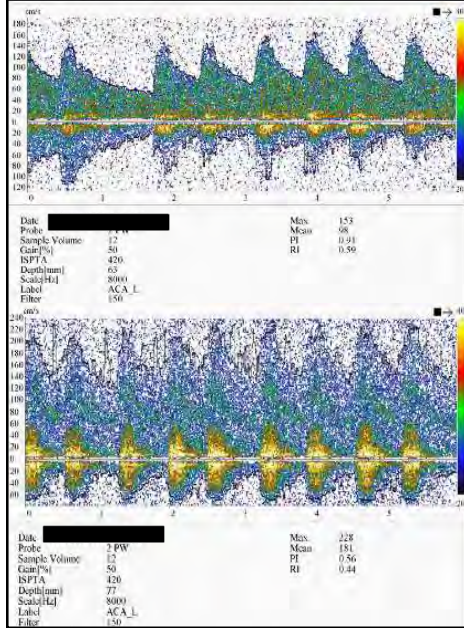 cm/s
180
160
140
120
100
80
60
40
20
0
20
40
60
80
100
120
0 1 2 3 4 5
Date
Probe 2 PW
Sample Volume 12
Gain[%] 50
ISPTA 420
Depth[mm] 63
Scale[Hz] 8000
Label ACA_L
Filter 150
Max 153
Mean 98
PI 0.91
RI 0.59
cm/s
240
220
200
180
160
140
120
100
80
60
40
20
0
20
40
60
0 1 2 3 4 5
Date
Probe 2 PW
Sample Volume 12
Gain[%] 50
ISPTA 420
Depth[mm] 77
Scale[Hz] 8000
Label ACA_L
Filter 150
Max 228
Mean 181
PI 0.56
RI 0.44